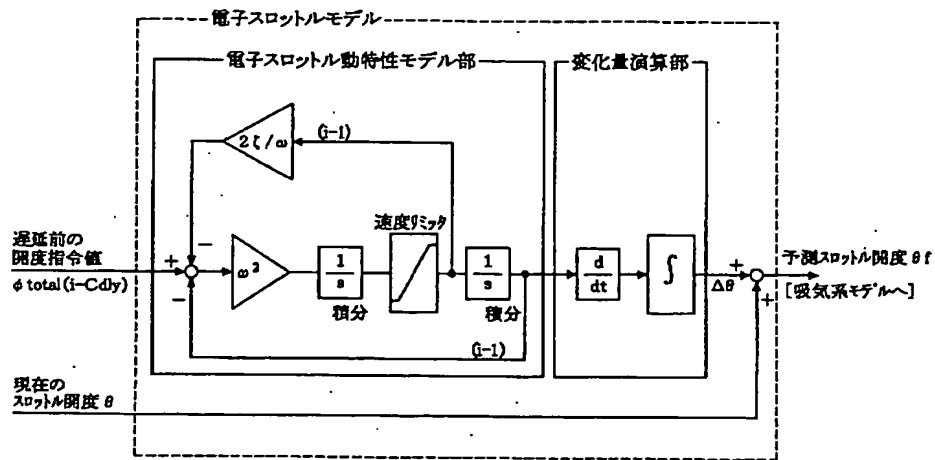 電子スロットルモデル
電子スロットル動特性モデル部
変化量演算部
2ζ/ω
(i-1)
速度リミッタ
遅延前の
開度指令値
φtotal(i-Cdly)
+
-
-
ω²
1/s
積分
1/s
積分
(i-1)
d/dt
∫
Δθ
+
+
予測スロットル開度θf
[吸気系モデルへ]
現在の
スロットル開度θ